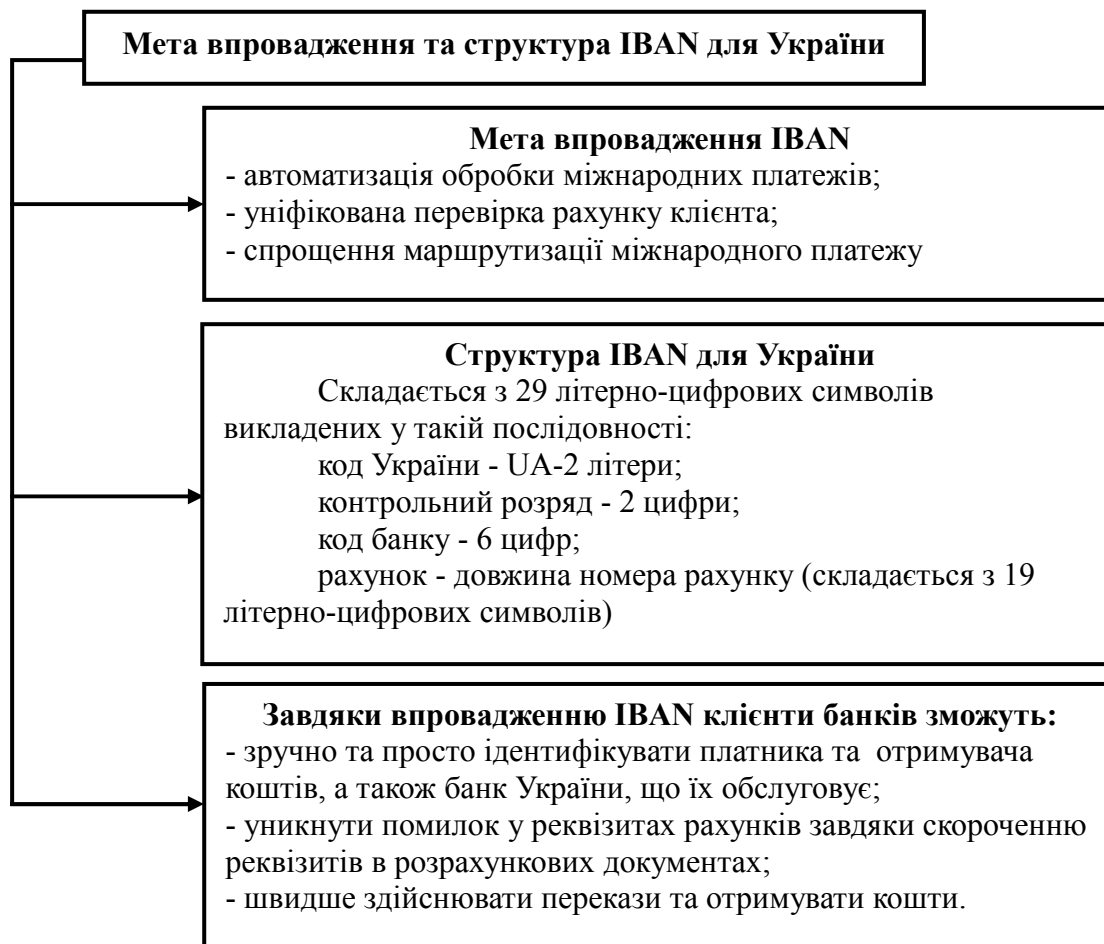 Мета впровадження та структура IBAN для України
Мета впровадження IBAN
- автоматизація обробки міжнародних платежів;
- уніфікована перевірка рахунку клієнта;
- спрощення маршрутизації міжнародного платежу
Структура IBAN для України
Складається з 29 літерно-цифрових символів
викладених у такій послідовності:
код України - UA-2 літери;
контрольний розряд - 2 цифри;
код банку - 6 цифр;
рахунок - довжина номера рахунку (складається з 19
літерно-цифрових символів)
Завдяки впровадженню IBAN клієнти банків зможуть:
- зручно та просто ідентифікувати платника та отримувача
коштів, а також банк України, що їх обслуговує;
- уникнути помилок у реквізитах рахунків завдяки скороченню
реквізитів в розрахункових документах;
- швидше здійснювати перекази та отримувати кошти.